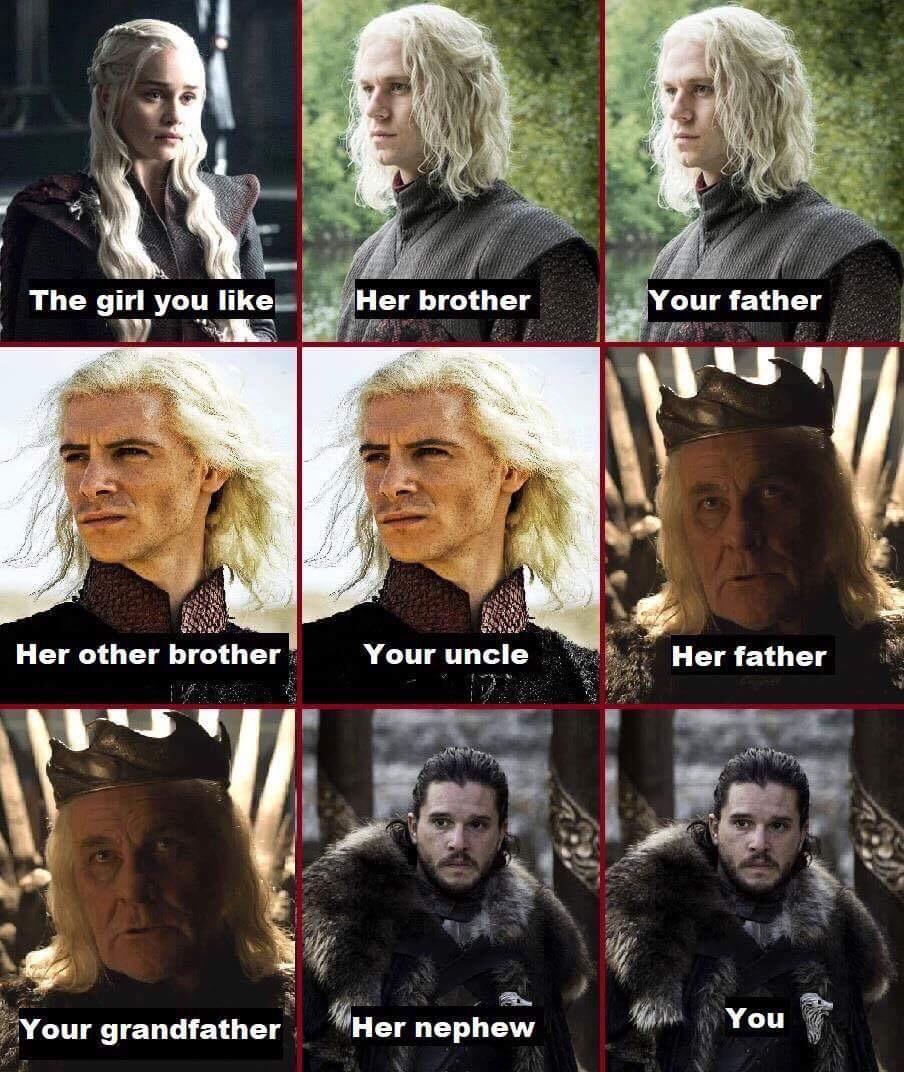 The girl you like
Her brother
Your father
Her other brother
Your uncle
Her father
Your grandfather
Her nephew
You